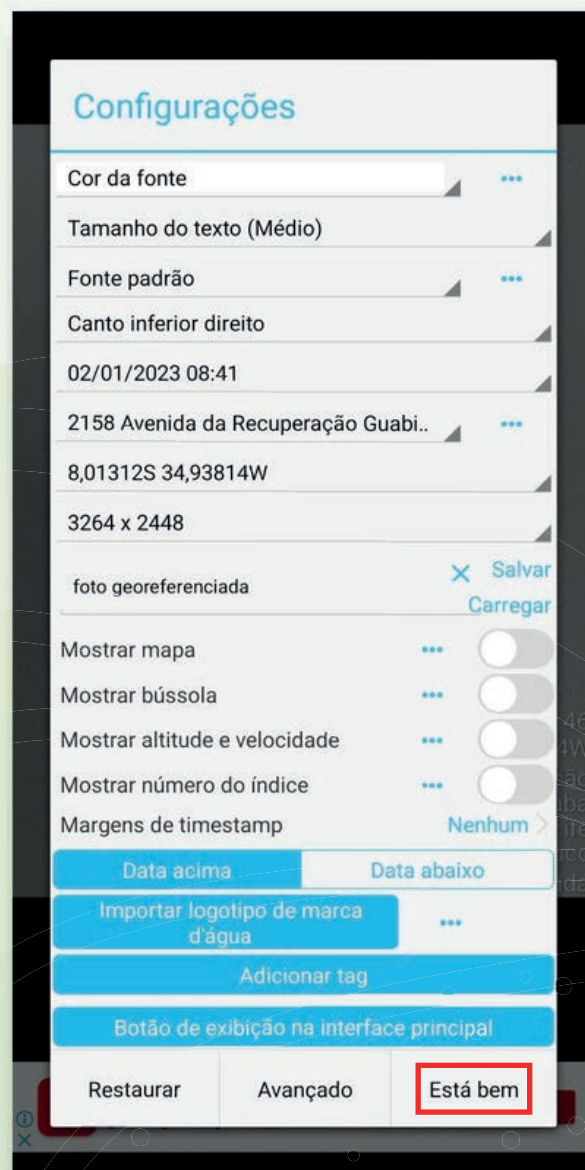 Configurações
Cor da fonte
Tamanho do texto (Médio)
Fonte padrão
Canto inferior direito
02/01/2023 08:41
2158 Avenida da Recuperação Guabi..
8,01312S 34,93814W
3264 x 2448
foto georeferenciada
Salvar
Carregar
Mostrar mapa
Mostrar bússola
Mostrar altitude e velocidade
Mostrar número do índice
Margens de timestamp Nenhum
Data acima Data abaixo
Importar logotipo de marca
d'água
Adicionar tag
Botão de exibição na interface principal
Restaurar Avançado Está bem